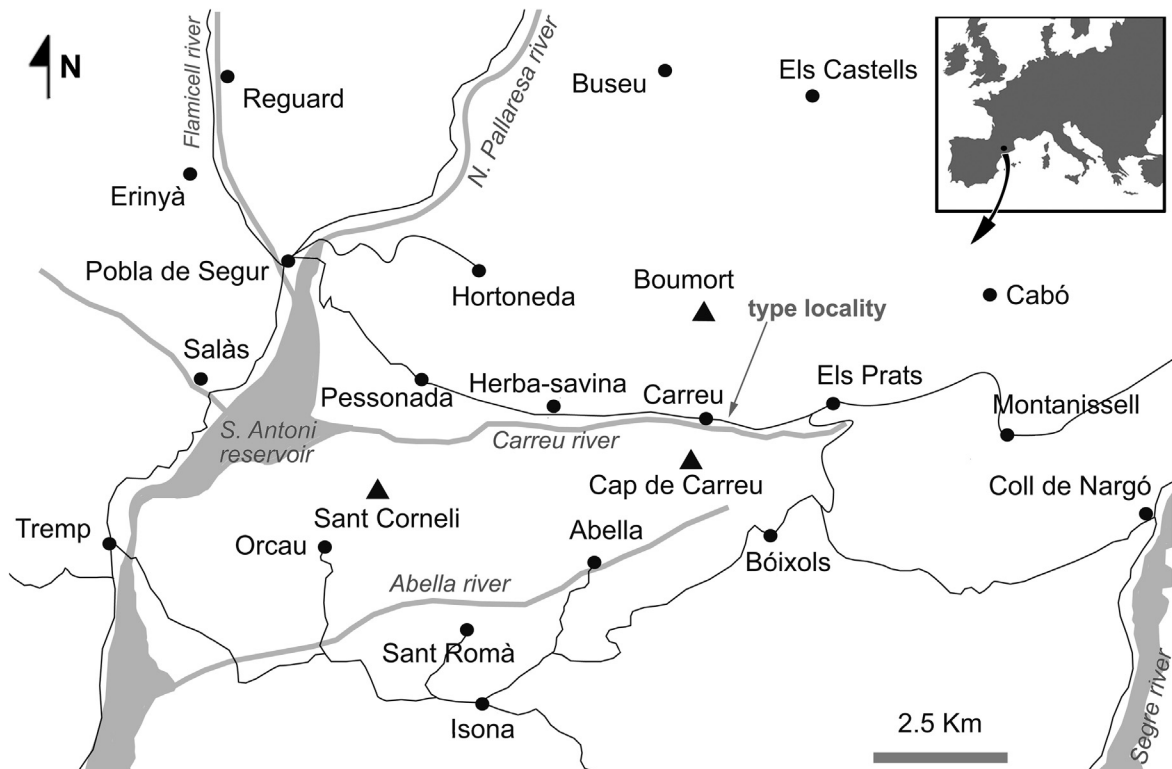 N
Flamicell river
N. Pallaresa river
Reguard
Buseu
Els Castells
Erinyà
Pobla de Segur
Hortoneda
Boumort
Cabó
type locality
Salàs
Pessonada
Herba-savina
Carreu
Els Prats
Montanissell
S. Antoni
reservoir
Carreu river
Cap de Carreu
Coll de Nargó
Sant Corneli
Tremp
Orcau
Abella
Bóixols
Abella river
Sant Romà
Isona
2.5 Km
Segre river